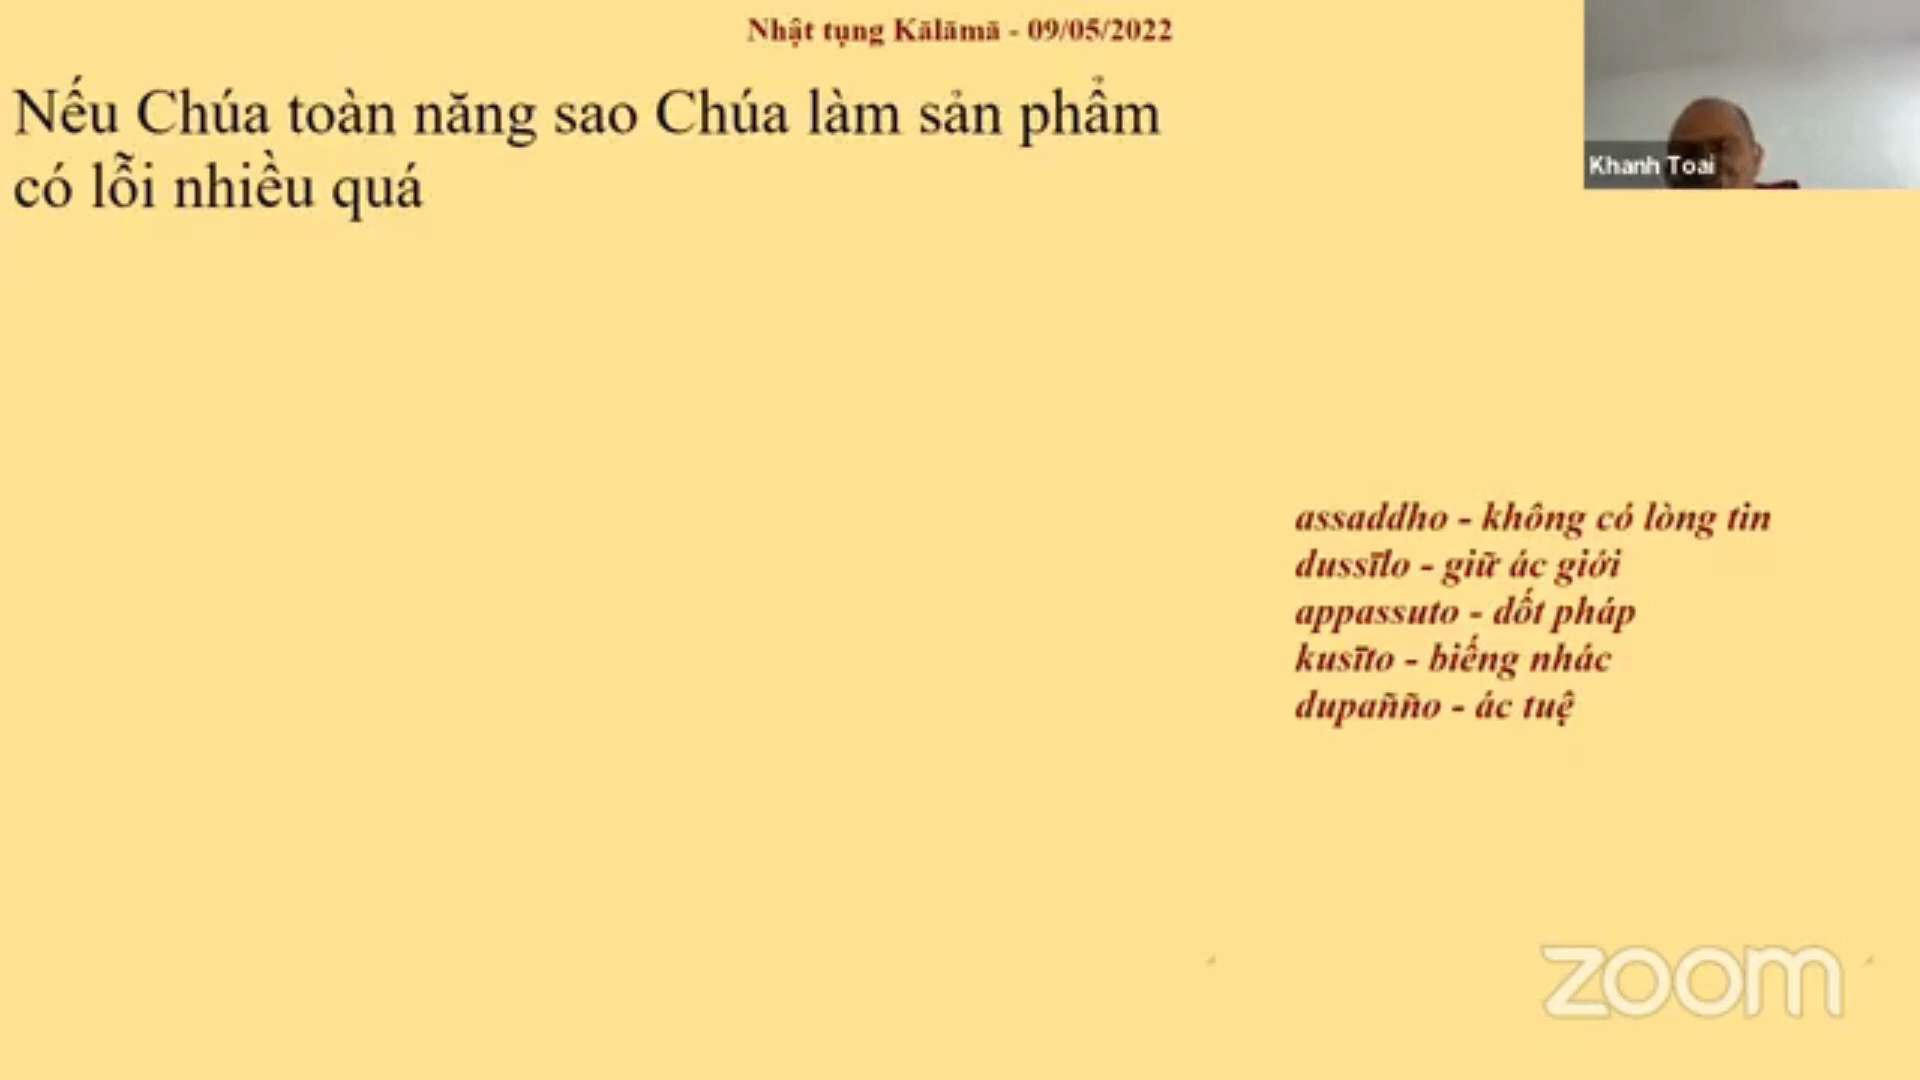 Nhật tụng Kālāmā - 09/05/2022
Nếu Chúa toàn năng sao Chúa làm sản phẩm
có lỗi nhiều quá
Khanh Toai
assaddho - không có lòng tin
dussīlo - giữ ác giới
appassuto - dốt pháp
kusīto - biếng nhác
dupañño - ác tuệ
zoom